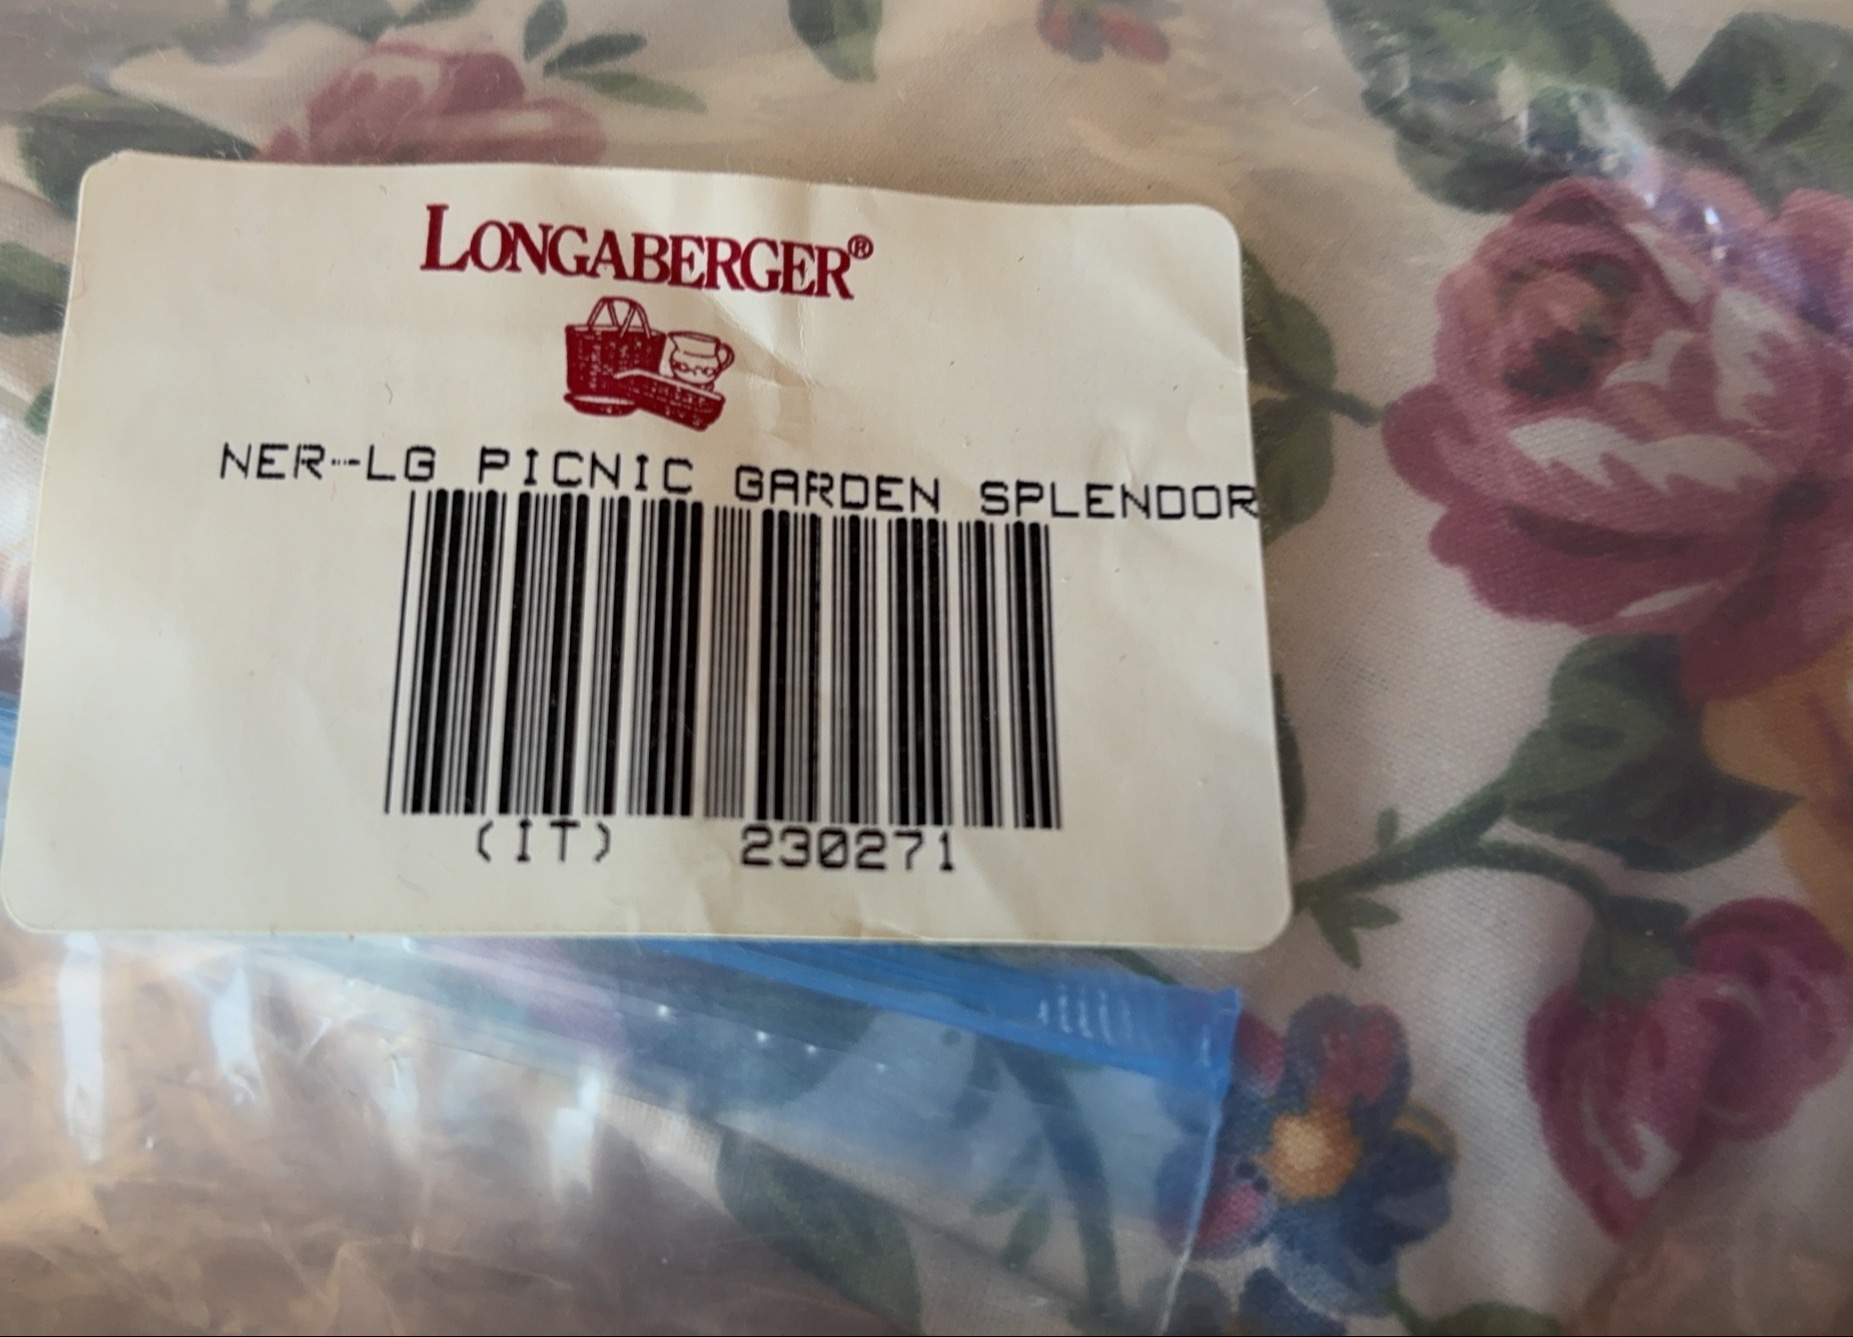 LONGABERGER®
NER--LG PICNIC GARDEN SPLENDOR
(IT) 230271